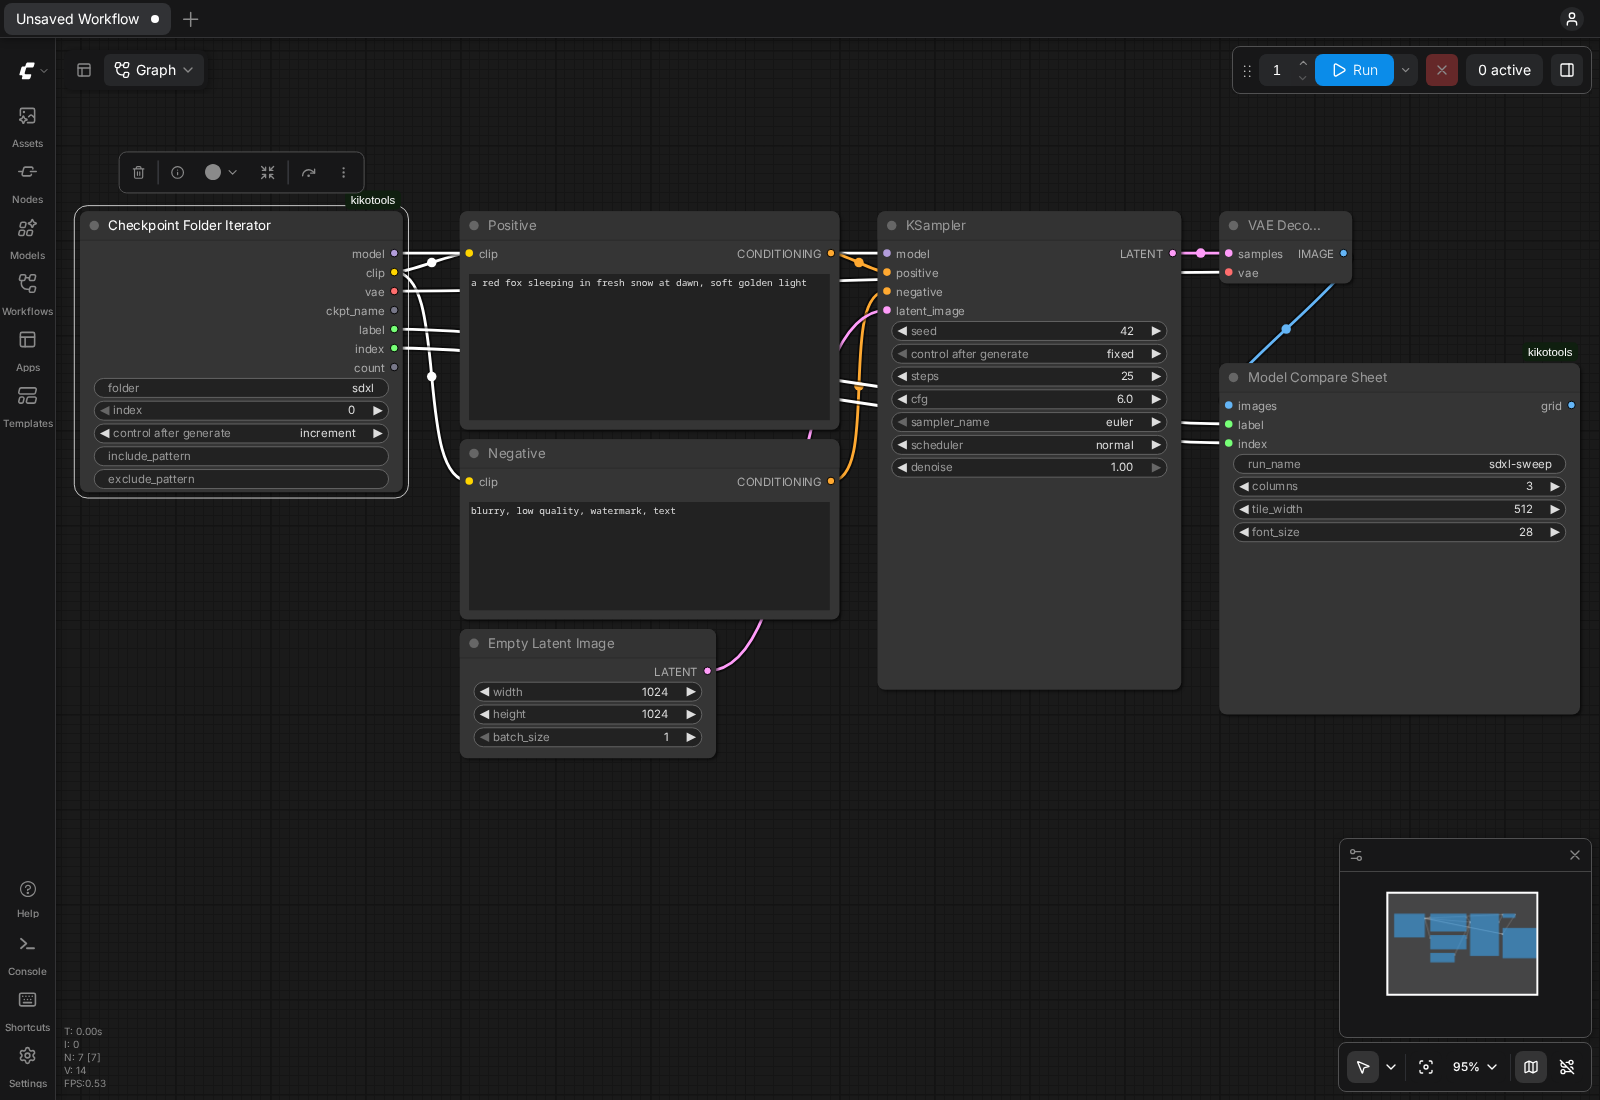 Unsaved Workflow
Graph
1
Run
0 active
Assets
Nodes
Models
Workflows
Apps
Templates
Help
Console
Shortcuts
Settings
kikotools
Checkpoint Folder Iterator
model
clip
vae
ckpt_name
label
index
count
folder sdxl
index 0
control after generate increment
include_pattern
exclude_pattern
Positive
clip CONDITIONING
a red fox sleeping in fresh snow at dawn, soft golden light
Negative
clip CONDITIONING
blurry, low quality, watermark, text
Empty Latent Image
LATENT
width 1024
height 1024
batch_size 1
KSampler
model LATENT
positive
negative
latent_image
seed 42
control after generate fixed
steps 25
cfg 6.0
sampler_name euler
scheduler normal
denoise 1.00
VAE Deco...
samples IMAGE
vae
kikotools
Model Compare Sheet
images grid
label
index
run_name sdxl-sweep
columns 3
tile_width 512
font_size 28
T: 0.00s
I: 0
N: 7 [7]
V: 14
FPS:0.53
95%